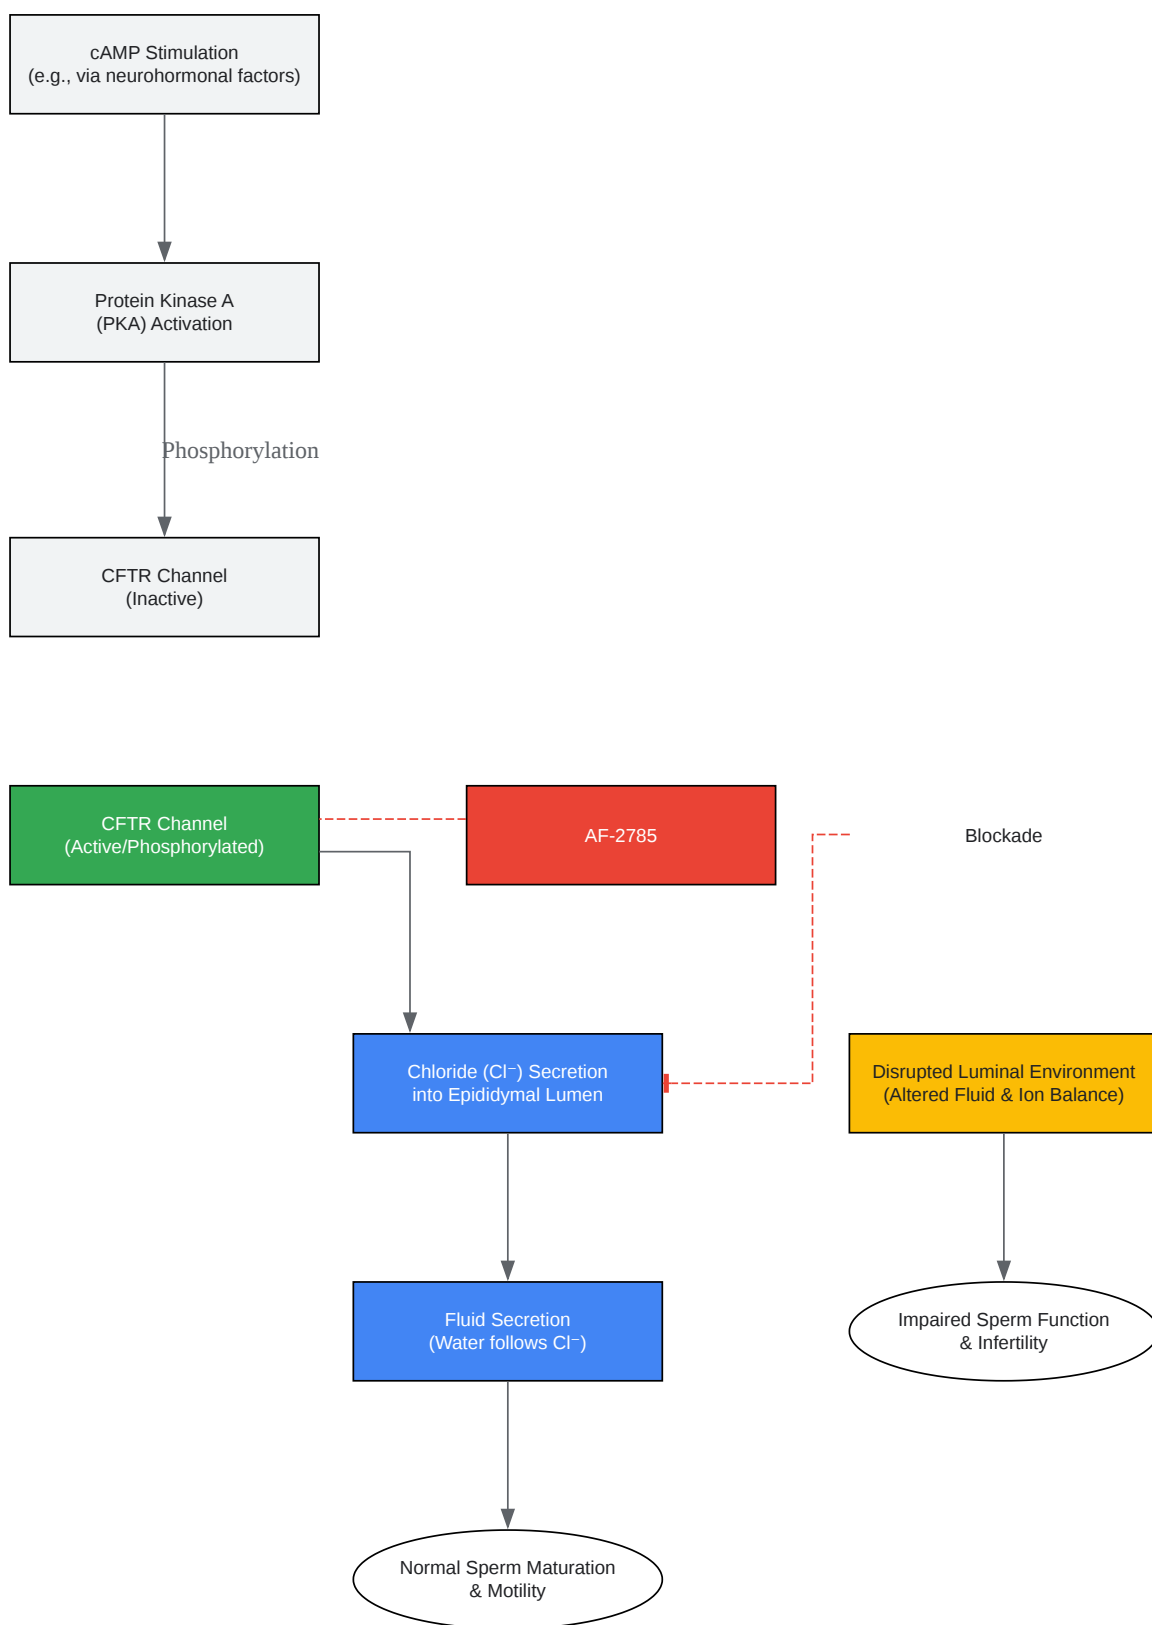 cAMP Stimulation
(e.g., via neurohormonal factors)
Protein Kinase A
(PKA) Activation
Phosphorylation
CFTR Channel
(Inactive)
CFTR Channel
(Active/Phosphorylated)
AF-2785
Blockade
Chloride (Cl⁻) Secretion
into Epididymal Lumen
Disrupted Luminal Environment
(Altered Fluid & Ion Balance)
Fluid Secretion
(Water follows Cl⁻)
Impaired Sperm Function
& Infertility
Normal Sperm Maturation
& Motility